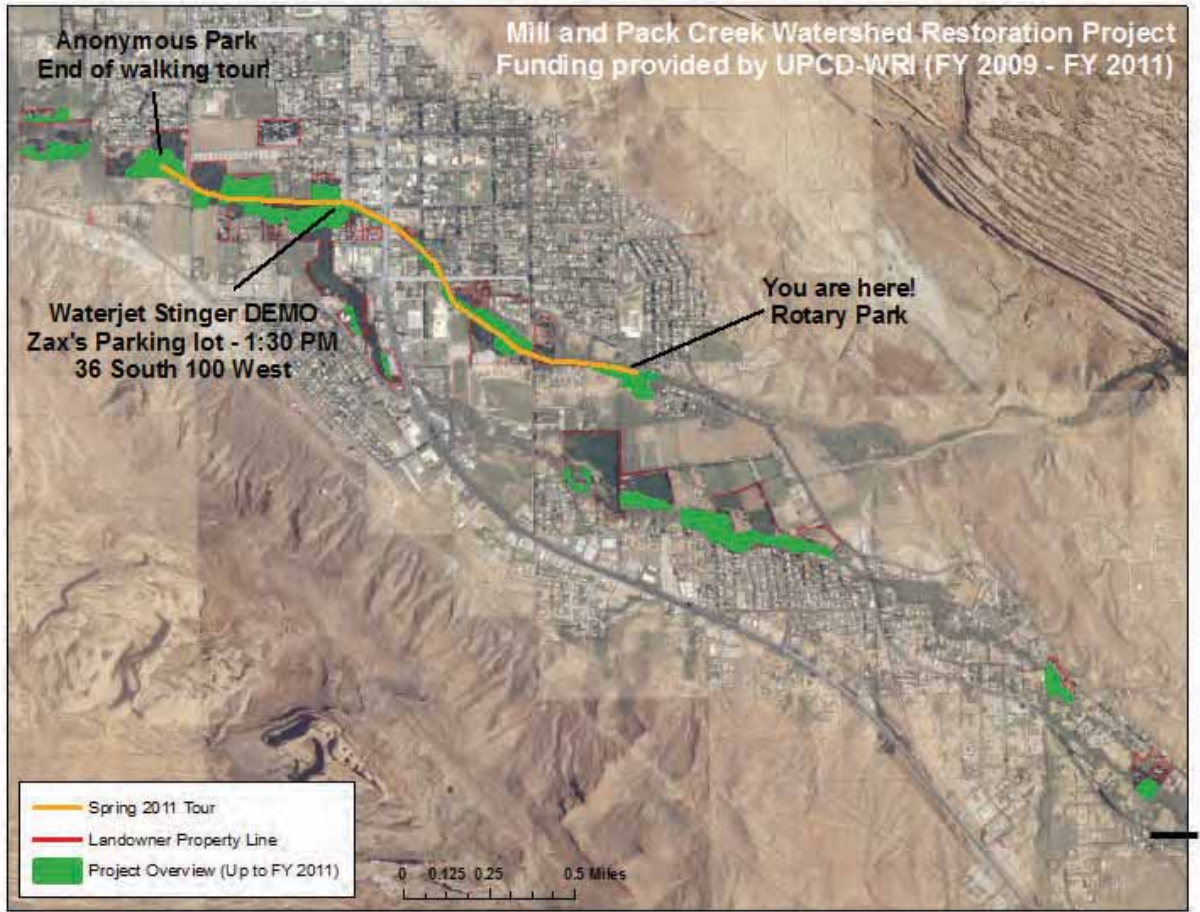 Mill and Pack Creek Watershed Restoration Project
Funding provided by UPCD-WRI (FY 2009 - FY 2011)
Anonymous Park
End of walking tour!
Waterjet Stinger DEMO
Zax's Parking lot - 1:30 PM
36 South 100 West
You are here!
Rotary Park
Spring 2011 Tour
Landowner Property Line
Project Overview (Up to FY 2011)
0 0.125 0.25 0.5 Miles